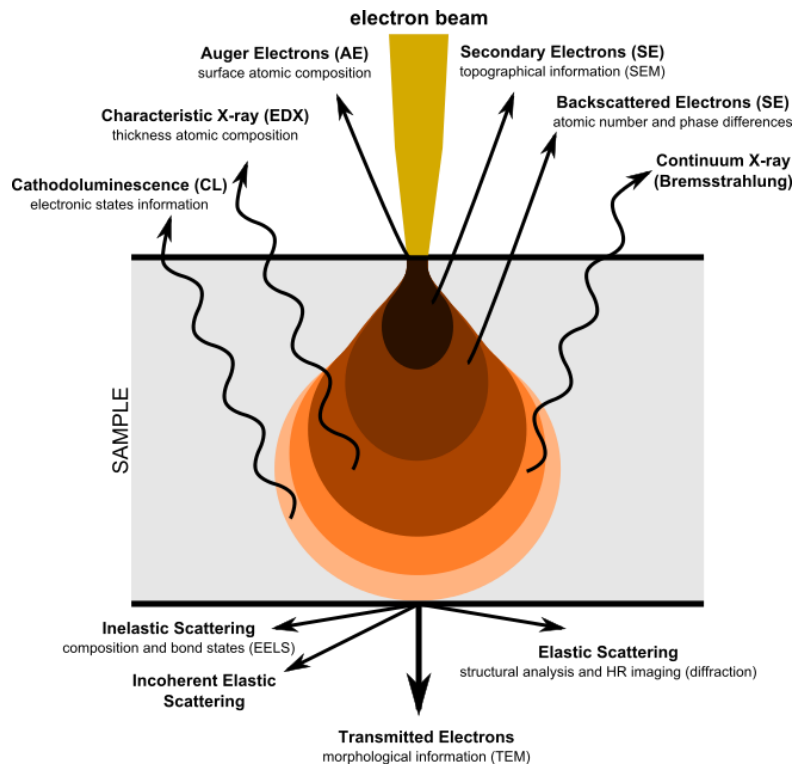 electron beam
Auger Electrons (AE)
surface atomic composition
Secondary Electrons (SE)
topographical information (SEM)
Characteristic X-ray (EDX)
thickness atomic composition
Backscattered Electrons (SE)
atomic number and phase differences
Cathodoluminescence (CL)
electronic states information
Continuum X-ray
(Bremsstrahlung)
SAMPLE
Inelastic Scattering
composition and bond states (EELS)
Incoherent Elastic
Scattering
Elastic Scattering
structural analysis and HR imaging (diffraction)
Transmitted Electrons
morphological information (TEM)